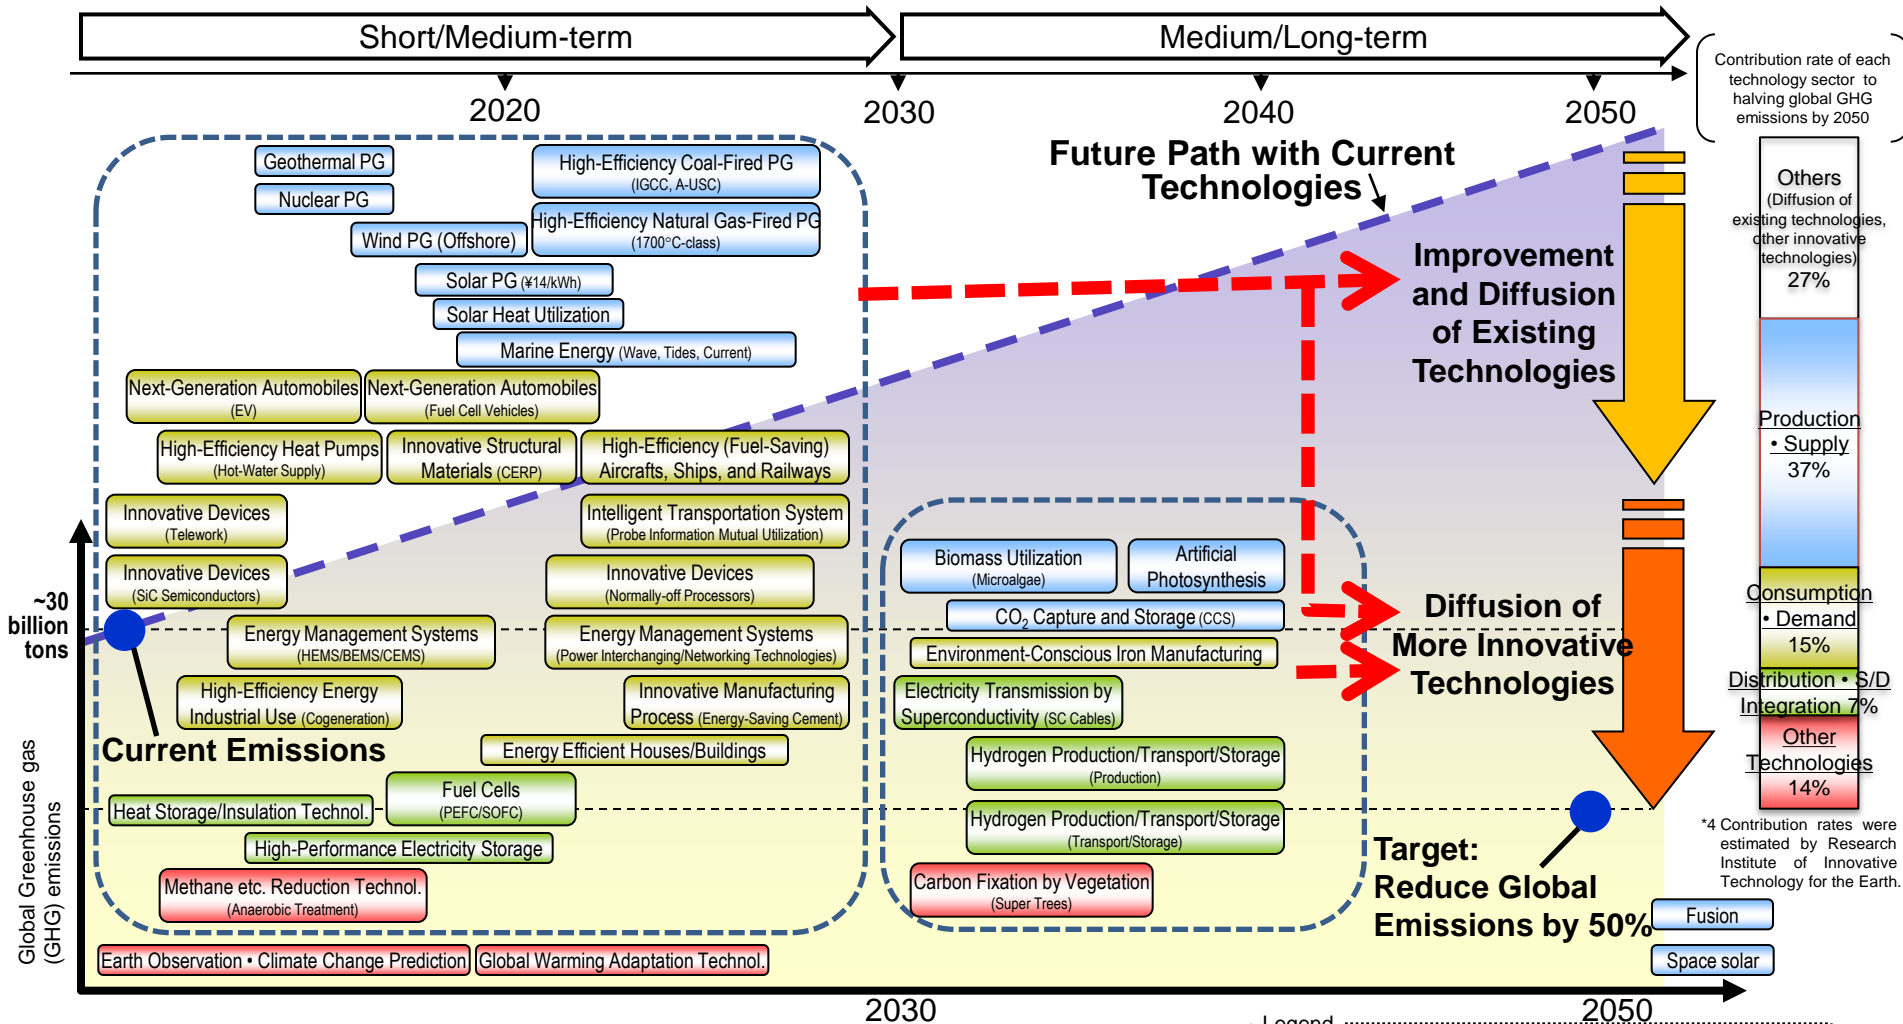 Short/Medium-term
Medium/Long-term
2020
2030
2040
2050
Contribution rate of each
technology sector to
halving global GHG
emissions by 2050
Geothermal PG
Nuclear PG
Wind PG (Offshore)
High-Efficiency Coal-Fired PG
(IGCC, A-USC)
High-Efficiency Natural Gas-Fired PG
(1700°C-class)
Solar PG (¥14/kWh)
Solar Heat Utilization
Marine Energy (Wave, Tides, Current)
Future Path with Current
Technologies
Improvement
and Diffusion
of Existing
Technologies
Others
(Diffusion of
existing technologies,
other innovative
technologies)
27%
Next-Generation Automobiles
(EV)
Next-Generation Automobiles
(Fuel Cell Vehicles)
High-Efficiency Heat Pumps
(Hot-Water Supply)
Innovative Structural
Materials (CERP)
High-Efficiency (Fuel-Saving)
Aircrafts, Ships, and Railways
Production
• Supply
37%
Innovative Devices
(Telework)
Intelligent Transportation System
(Probe Information Mutual Utilization)
Innovative Devices
(SiC Semiconductors)
Innovative Devices
(Normally-off Processors)
Biomass Utilization
(Microalgae)
Artificial
Photosynthesis
CO2 Capture and Storage (CCS)
Environment-Conscious Iron Manufacturing
Diffusion of
More Innovative
Technologies
Consumption
• Demand
15%
~30
billion
tons
Energy Management Systems
(HEMS/BEMS/CEMS)
Energy Management Systems
(Power Interchanging/Networking Technologies)
High-Efficiency Energy
Industrial Use (Cogeneration)
Innovative Manufacturing
Process (Energy-Saving Cement)
Electricity Transmission by
Superconductivity (SC Cables)
Distribution • S/D
Integration 7%
Current Emissions
Energy Efficient Houses/Buildings
Hydrogen Production/Transport/Storage
(Production)
Other
Technologies
14%
Heat Storage/Insulation Technol.
Fuel Cells
(PEFC/SOFC)
Hydrogen Production/Transport/Storage
(Transport/Storage)
High-Performance Electricity Storage
Methane etc. Reduction Technol.
(Anaerobic Treatment)
Carbon Fixation by Vegetation
(Super Trees)
Target:
Reduce Global
Emissions by 50%
*4 Contribution rates were
estimated by Research
Institute of Innovative
Technology for the Earth.
Fusion
Space solar
Earth Observation • Climate Change Prediction
Global Warming Adaptation Technol.
Global Greenhouse gas
(GHG) emissions
2030
2050
Legend